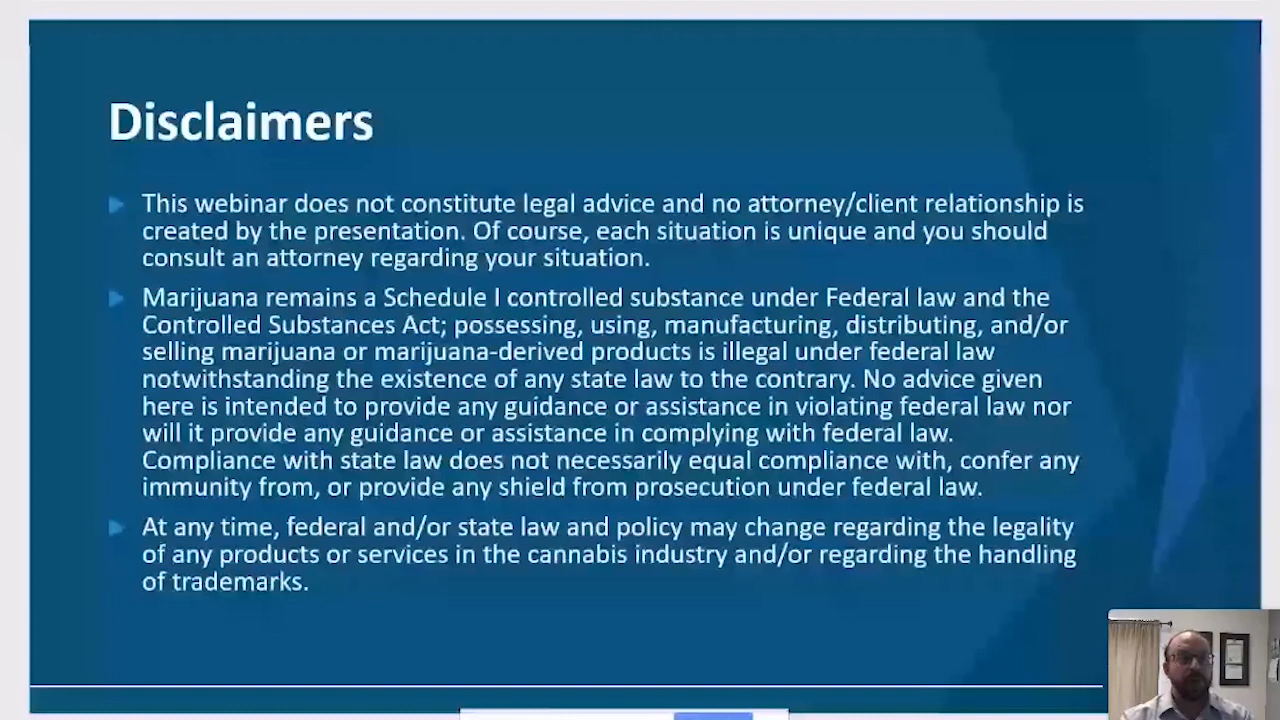 Disclaimers
This webinar does not constitute legal advice and no attorney/client relationship is
created by the presentation. Of course, each situation is unique and you should
consult an attorney regarding your situation.
Marijuana remains a Schedule I controlled substance under Federal law and the
Controlled Substances Act; possessing, using, manufacturing, distributing, and/or
selling marijuana or marijuana-derived products is illegal under federal law
notwithstanding the existence of any state law to the contrary. No advice given
here is intended to provide any guidance or assistance in violating federal law nor
will it provide any guidance or assistance in complying with federal law.
Compliance with state law does not necessarily equal compliance with, confer any
immunity from, or provide any shield from prosecution under federal law.
At any time, federal and/or state law and policy may change regarding the legality
of any products or services in the cannabis industry and/or regarding the handling
of trademarks.